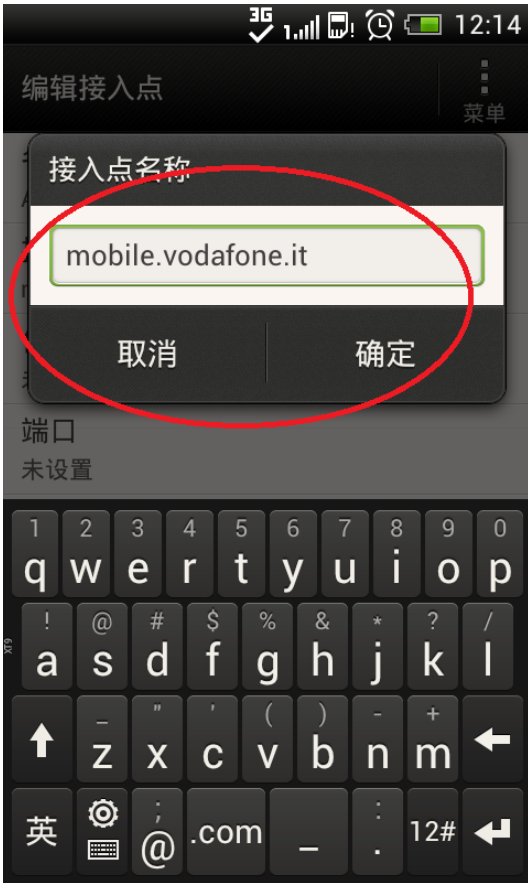 3G
12:14
编辑接入点
菜单
接入点名称
mobile.vodafone.it
取消
确定
端口
未设置
1 2 3 4 5 6 7 8 9 0
q w e r t y u i o p
! @ # $ % & * ? /
a s d f g h j k l
XT9
_ " ' ( ) - +
z x c v b n m
; :
英 @ .com _ . 12#